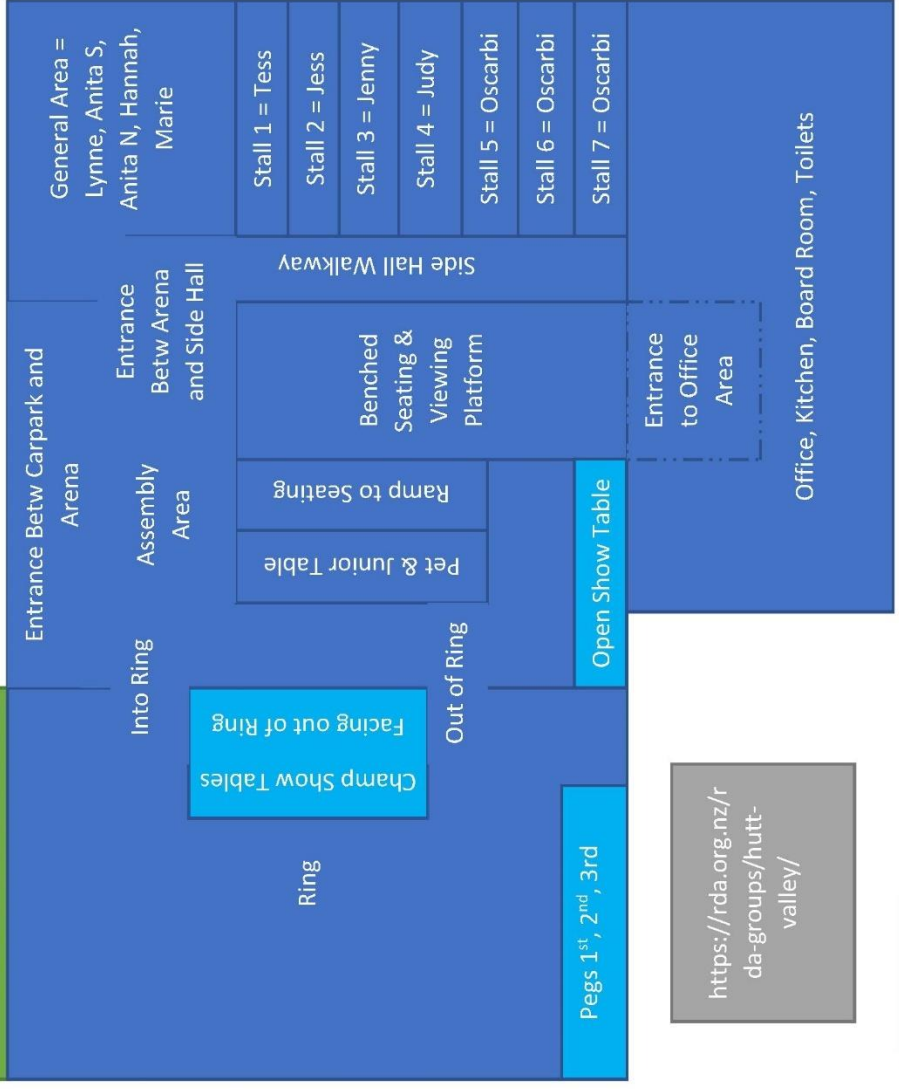 General Area =
Lynne, Anita S,
Anita N, Hannah,
Marie
Stall 1 = Tess
Stall 2 = Jess
Stall 3 = Jenny
Stall 4 = Judy
Stall 5 = Oscarbi
Stall 6 = Oscarbi
Stall 7 = Oscarbi
Side Hall Walkway
Entrance Betw Carpark and
Arena
Entrance
Betw Arena
and Side Hall
Benched
Seating &
Viewing
Platform
Entrance
to Office
Area
Office, Kitchen, Board Room, Toilets
Assembly
Area
Ramp to Seating
Pet & Junior Table
Open Show Table
Into Ring
Out of Ring
Champ Show Tables
Facing out of Ring
Ring
Pegs 1st, 2nd, 3rd
https://rda.org.nz/r
da-groups/hutt-
valley/